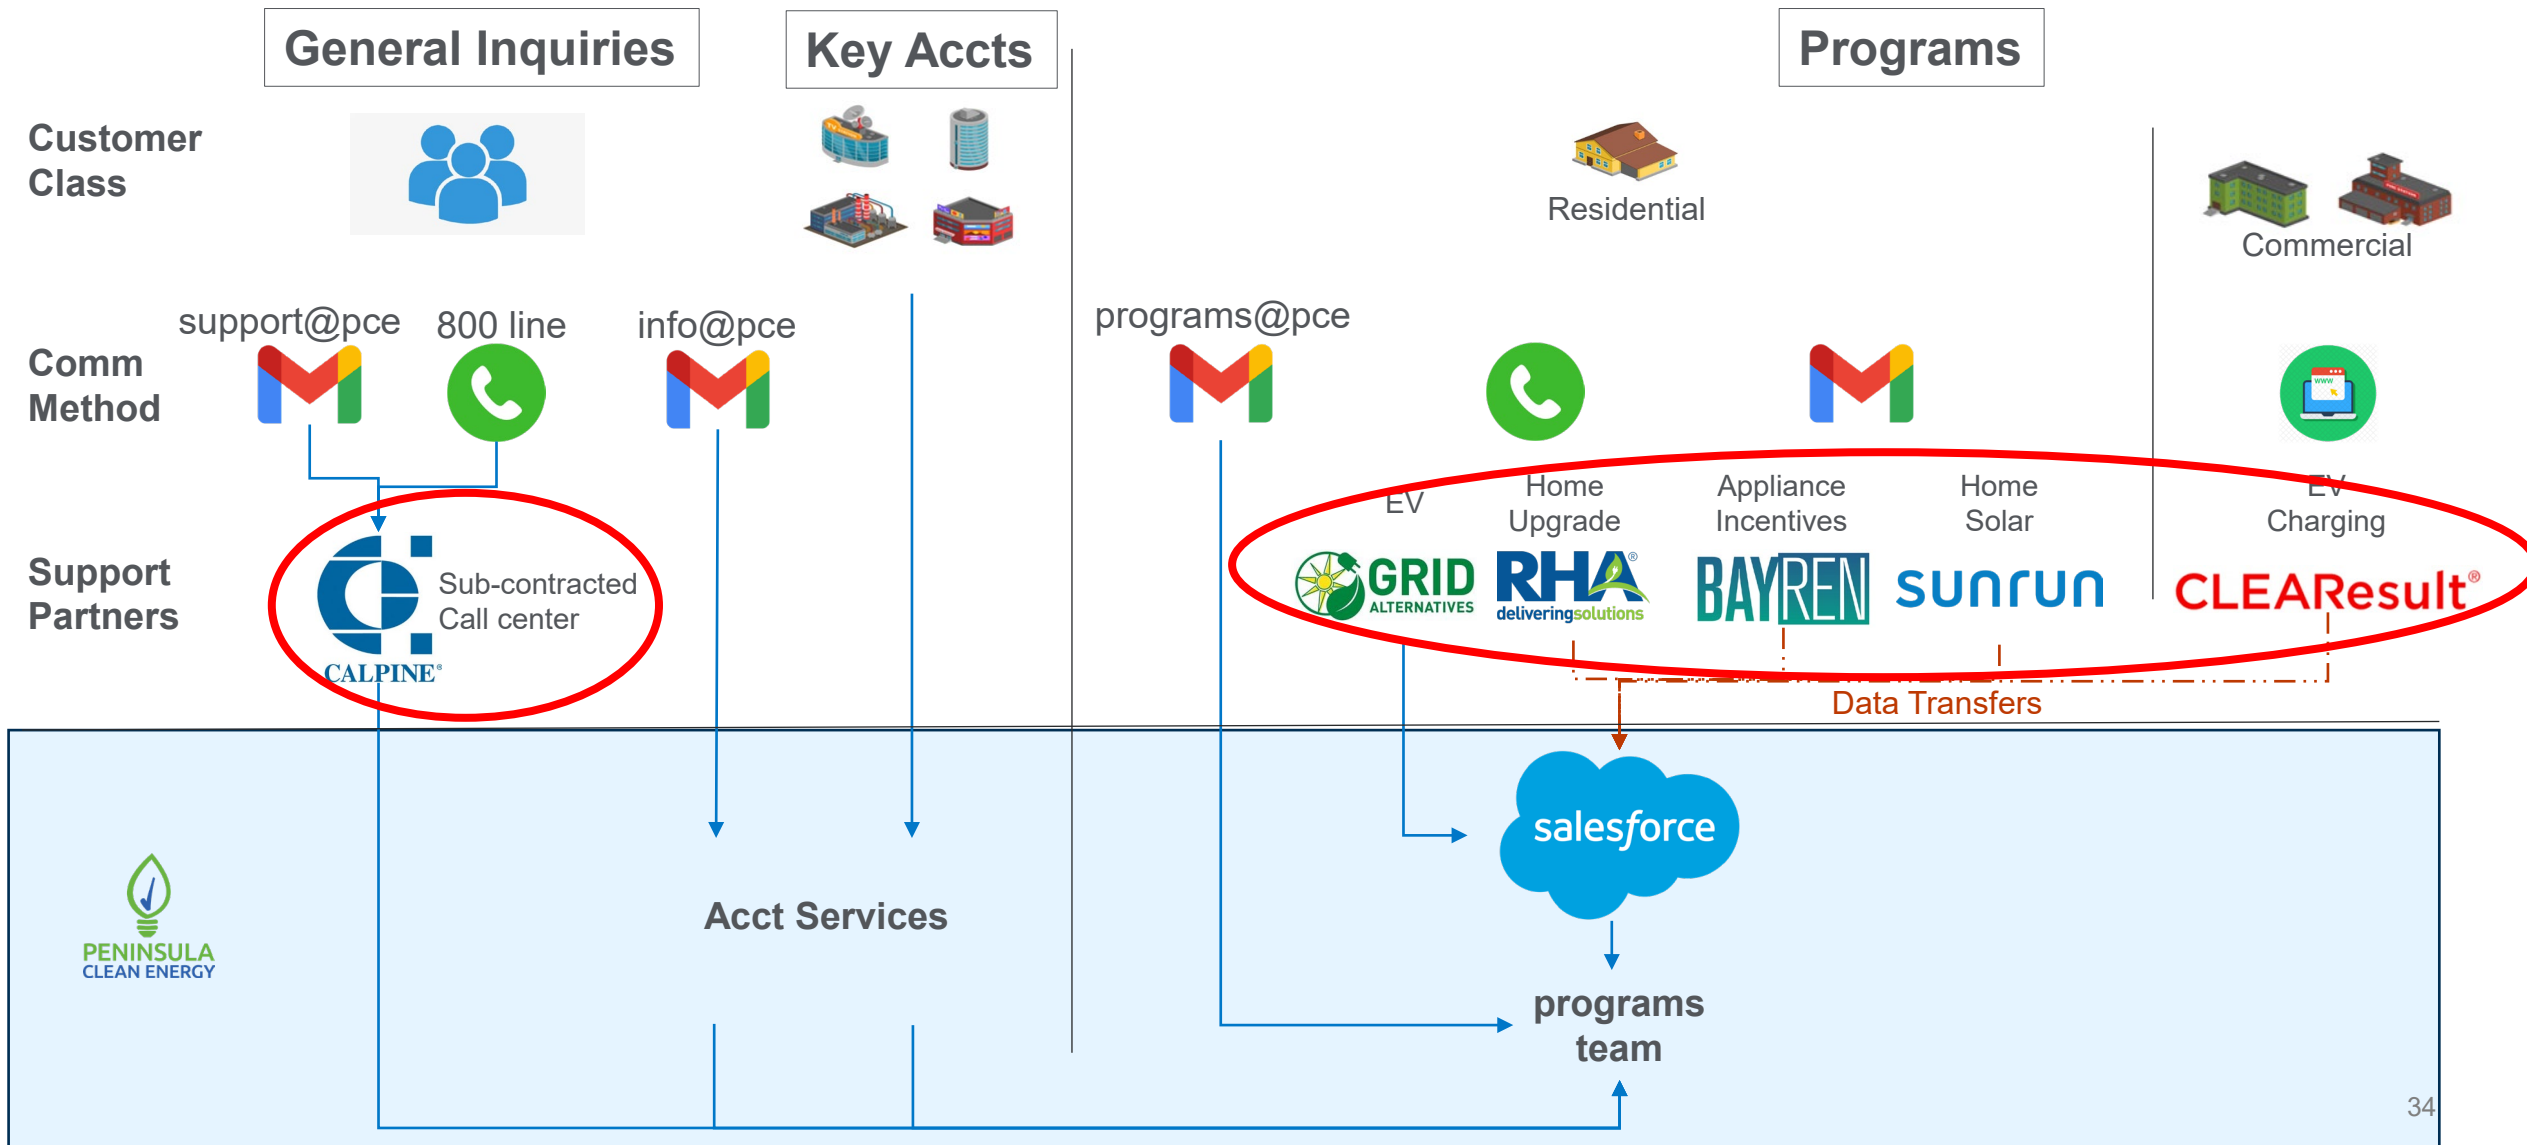 General Inquiries
Key Accts
Programs
Customer
Class
Residential
Commercial
support@pce
800 line
info@pce
programs@pce
Comm
Method
www
EV
Home
Upgrade
Appliance
Incentives
Home
Solar
EV
Charging
Support
Partners
CALPINE®
Sub-contracted
Call center
GRID
ALTERNATIVES
RHA®
deliveringsolutions
BAYREN
sunrun
CLEAResult®
Data Transfers
salesforce
PENINSULA
CLEAN ENERGY
Acct Services
programs
team
34